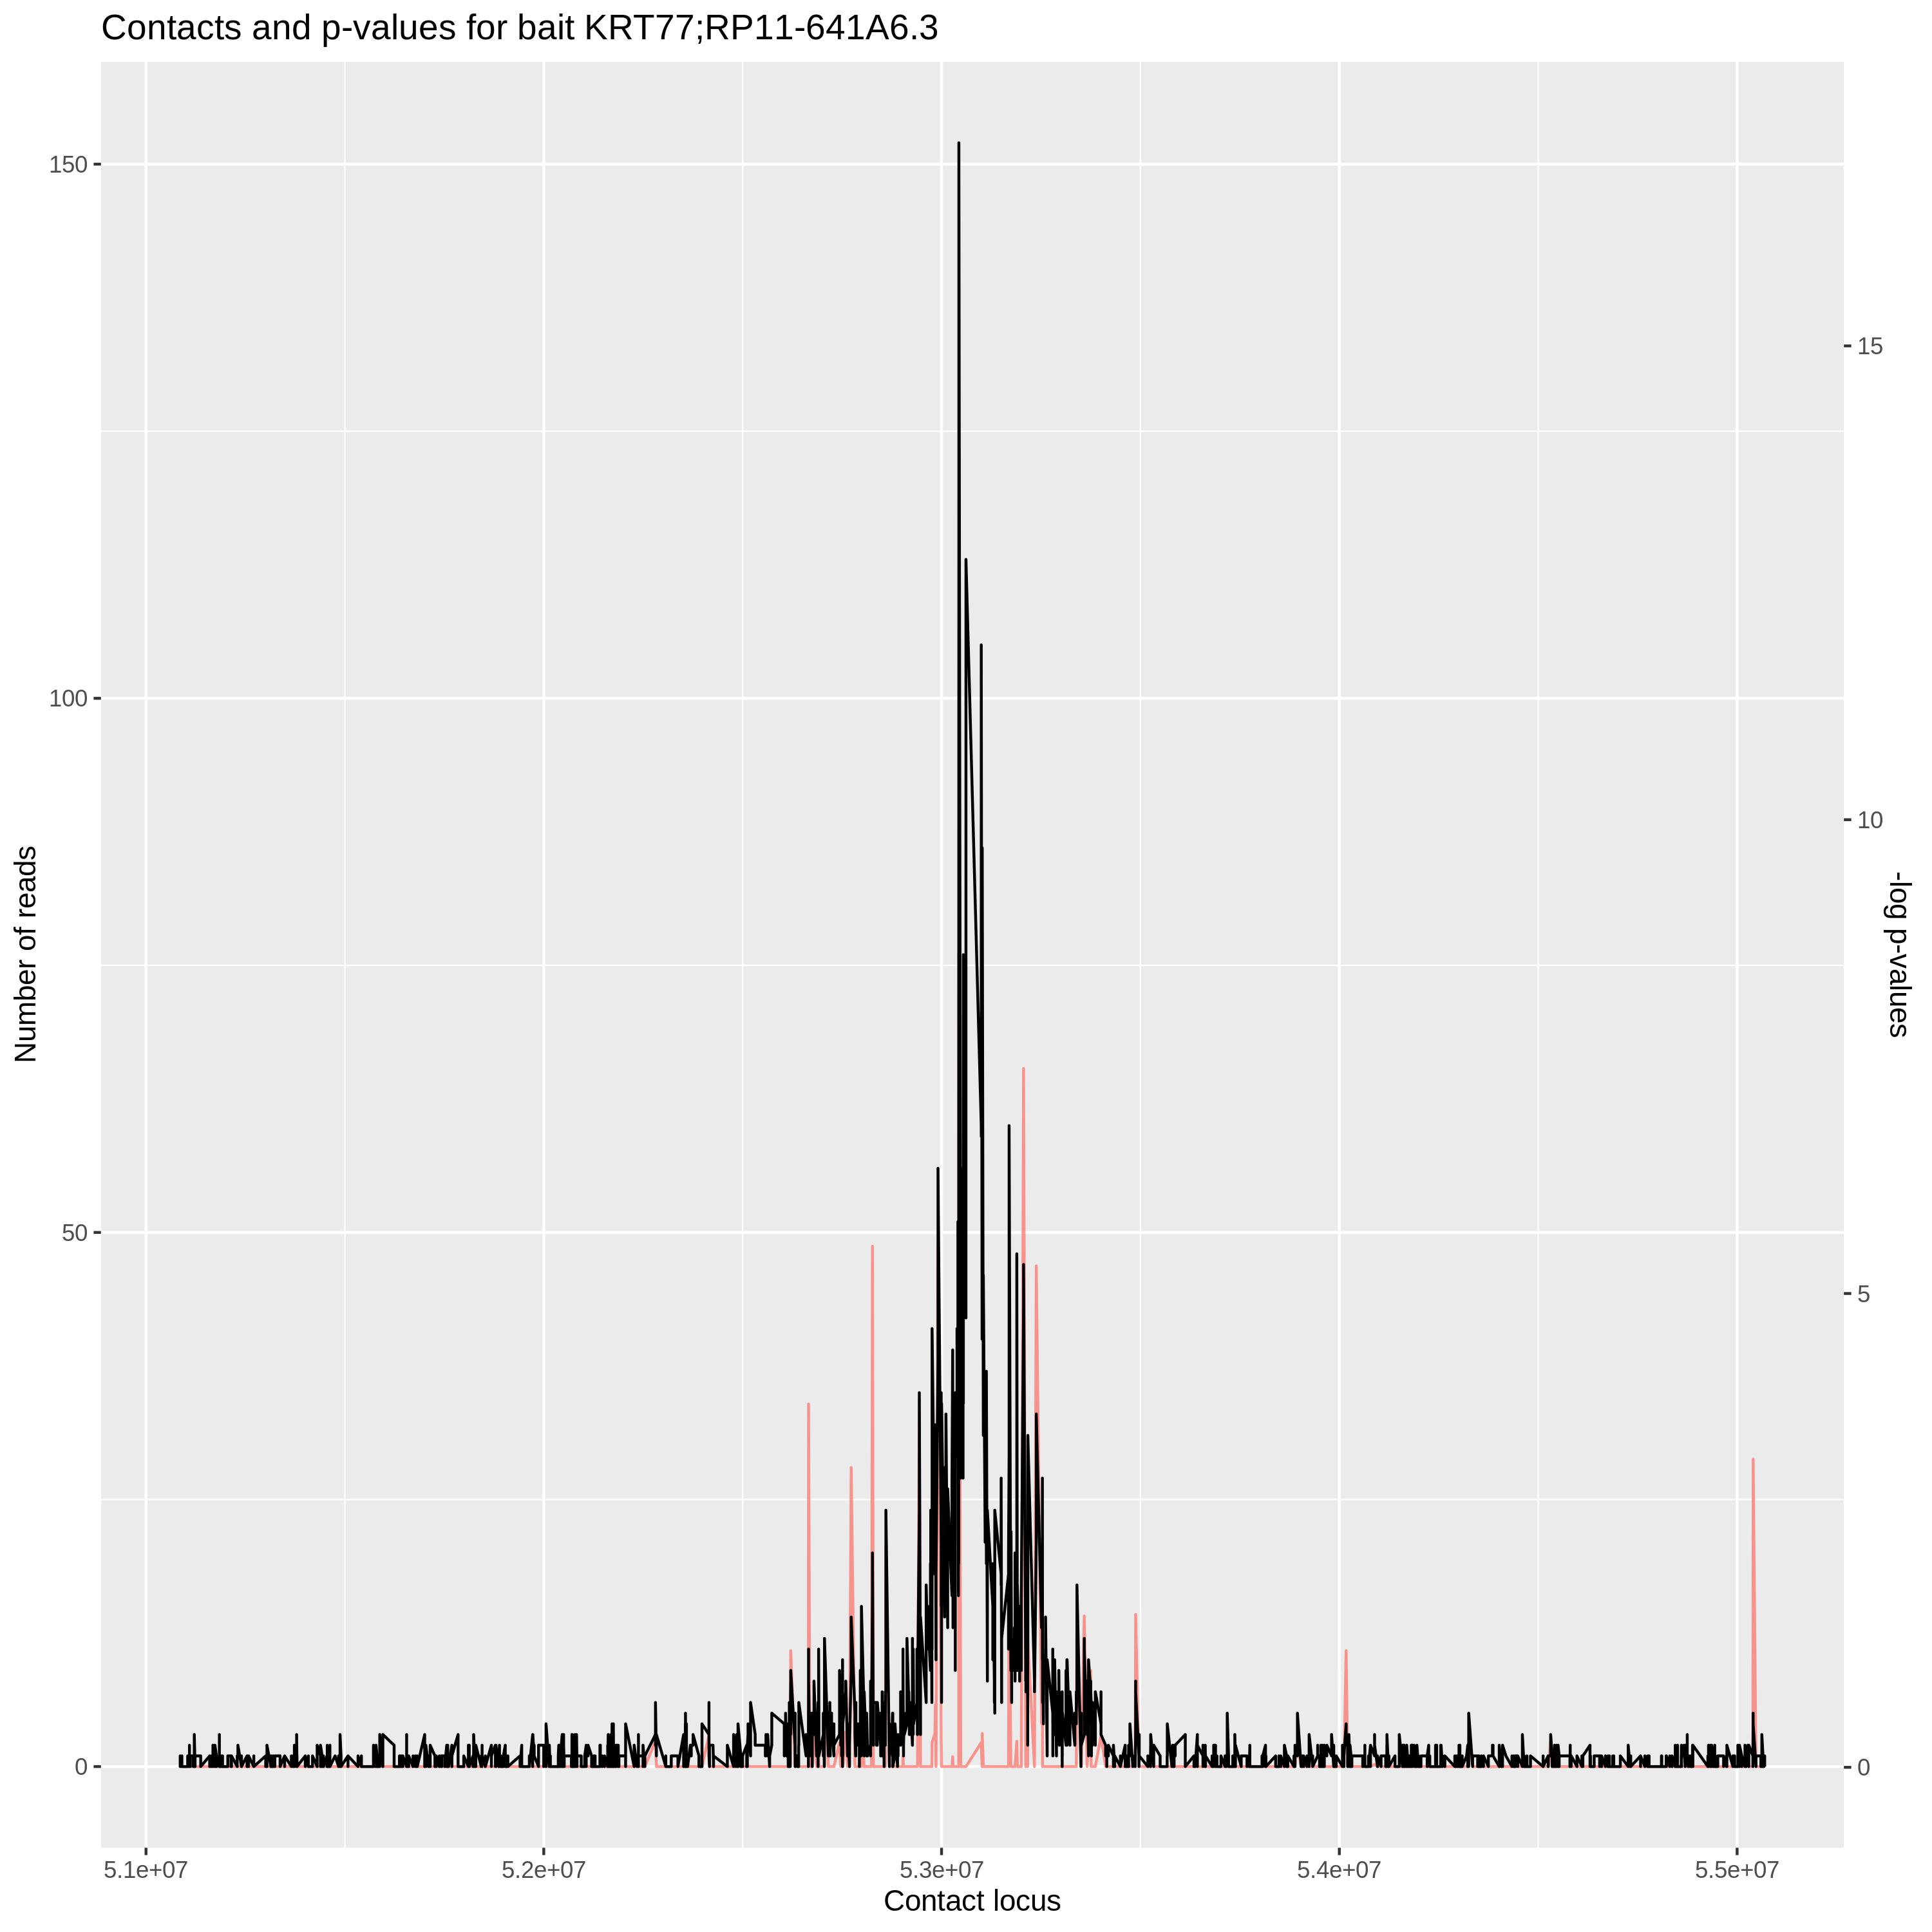 Contacts and p-values for bait KRT77;RP11-641A6.3
150
100
50
0
Number of reads
15
10
5
0
-log p-values
5.1e+07
5.2e+07
5.3e+07
5.4e+07
5.5e+07
Contact locus